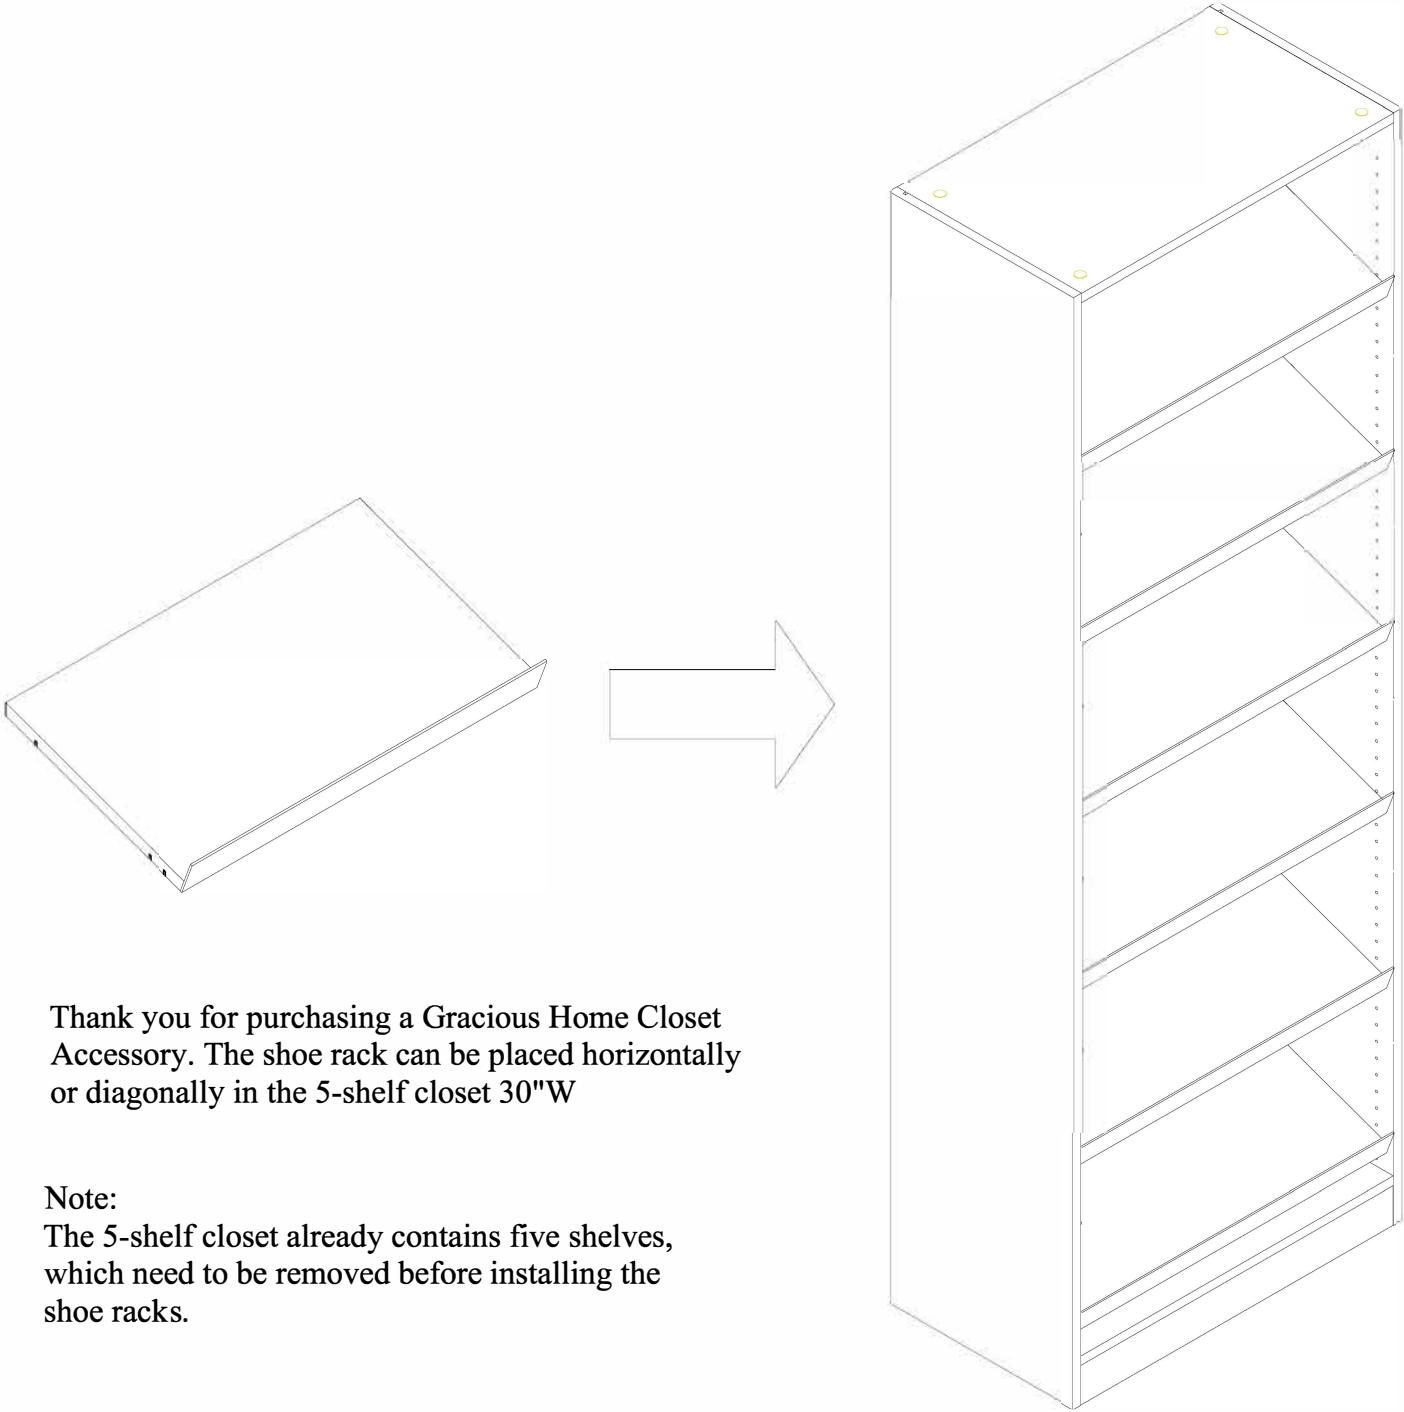 Thank you for purchasing a Gracious Home Closet
Accessory. The shoe rack can be placed horizontally
or diagonally in the 5-shelf closet 30"W
Note:
The 5-shelf closet already contains five shelves,
which need to be removed before installing the
shoe racks.